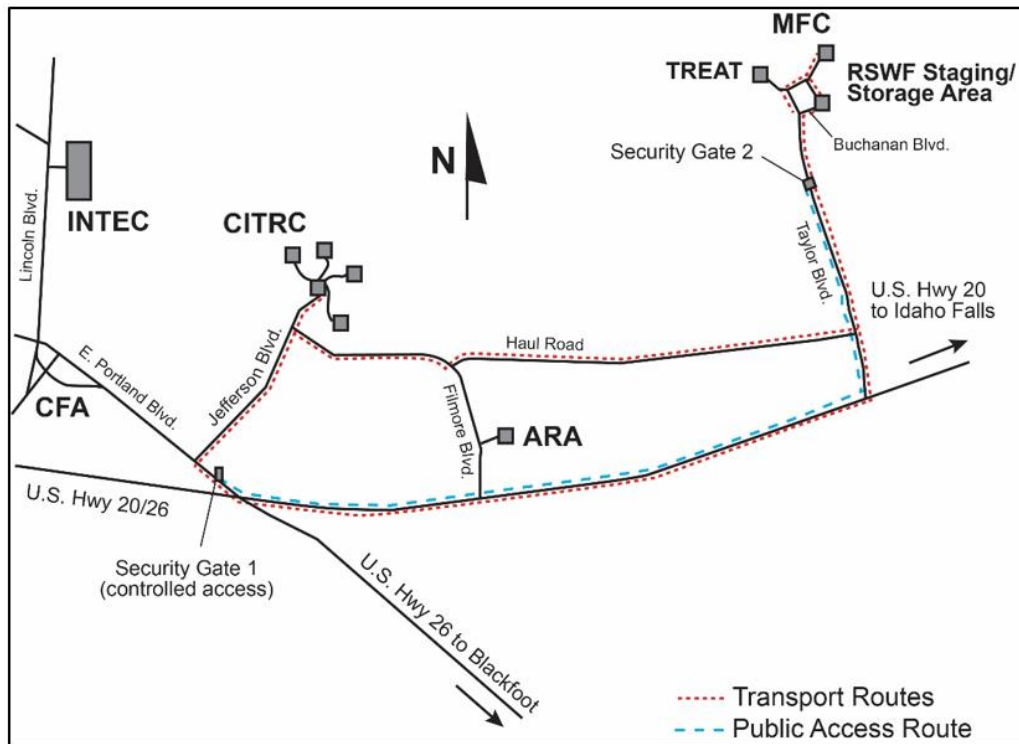 MFC
TREAT
RSWF Staging/
Storage Area
Buchanan Blvd.
Security Gate 2
N
Lincoln Blvd.
INTEC
CITRC
Taylor Blvd.
U.S. Hwy 20
to Idaho Falls
Haul Road
E. Portland Blvd.
Jefferson Blvd.
Filmore Blvd.
CFA
ARA
U.S. Hwy 20/26
Security Gate 1
(controlled access)
U.S. Hwy 26 to Blackfoot
Transport Routes
Public Access Route